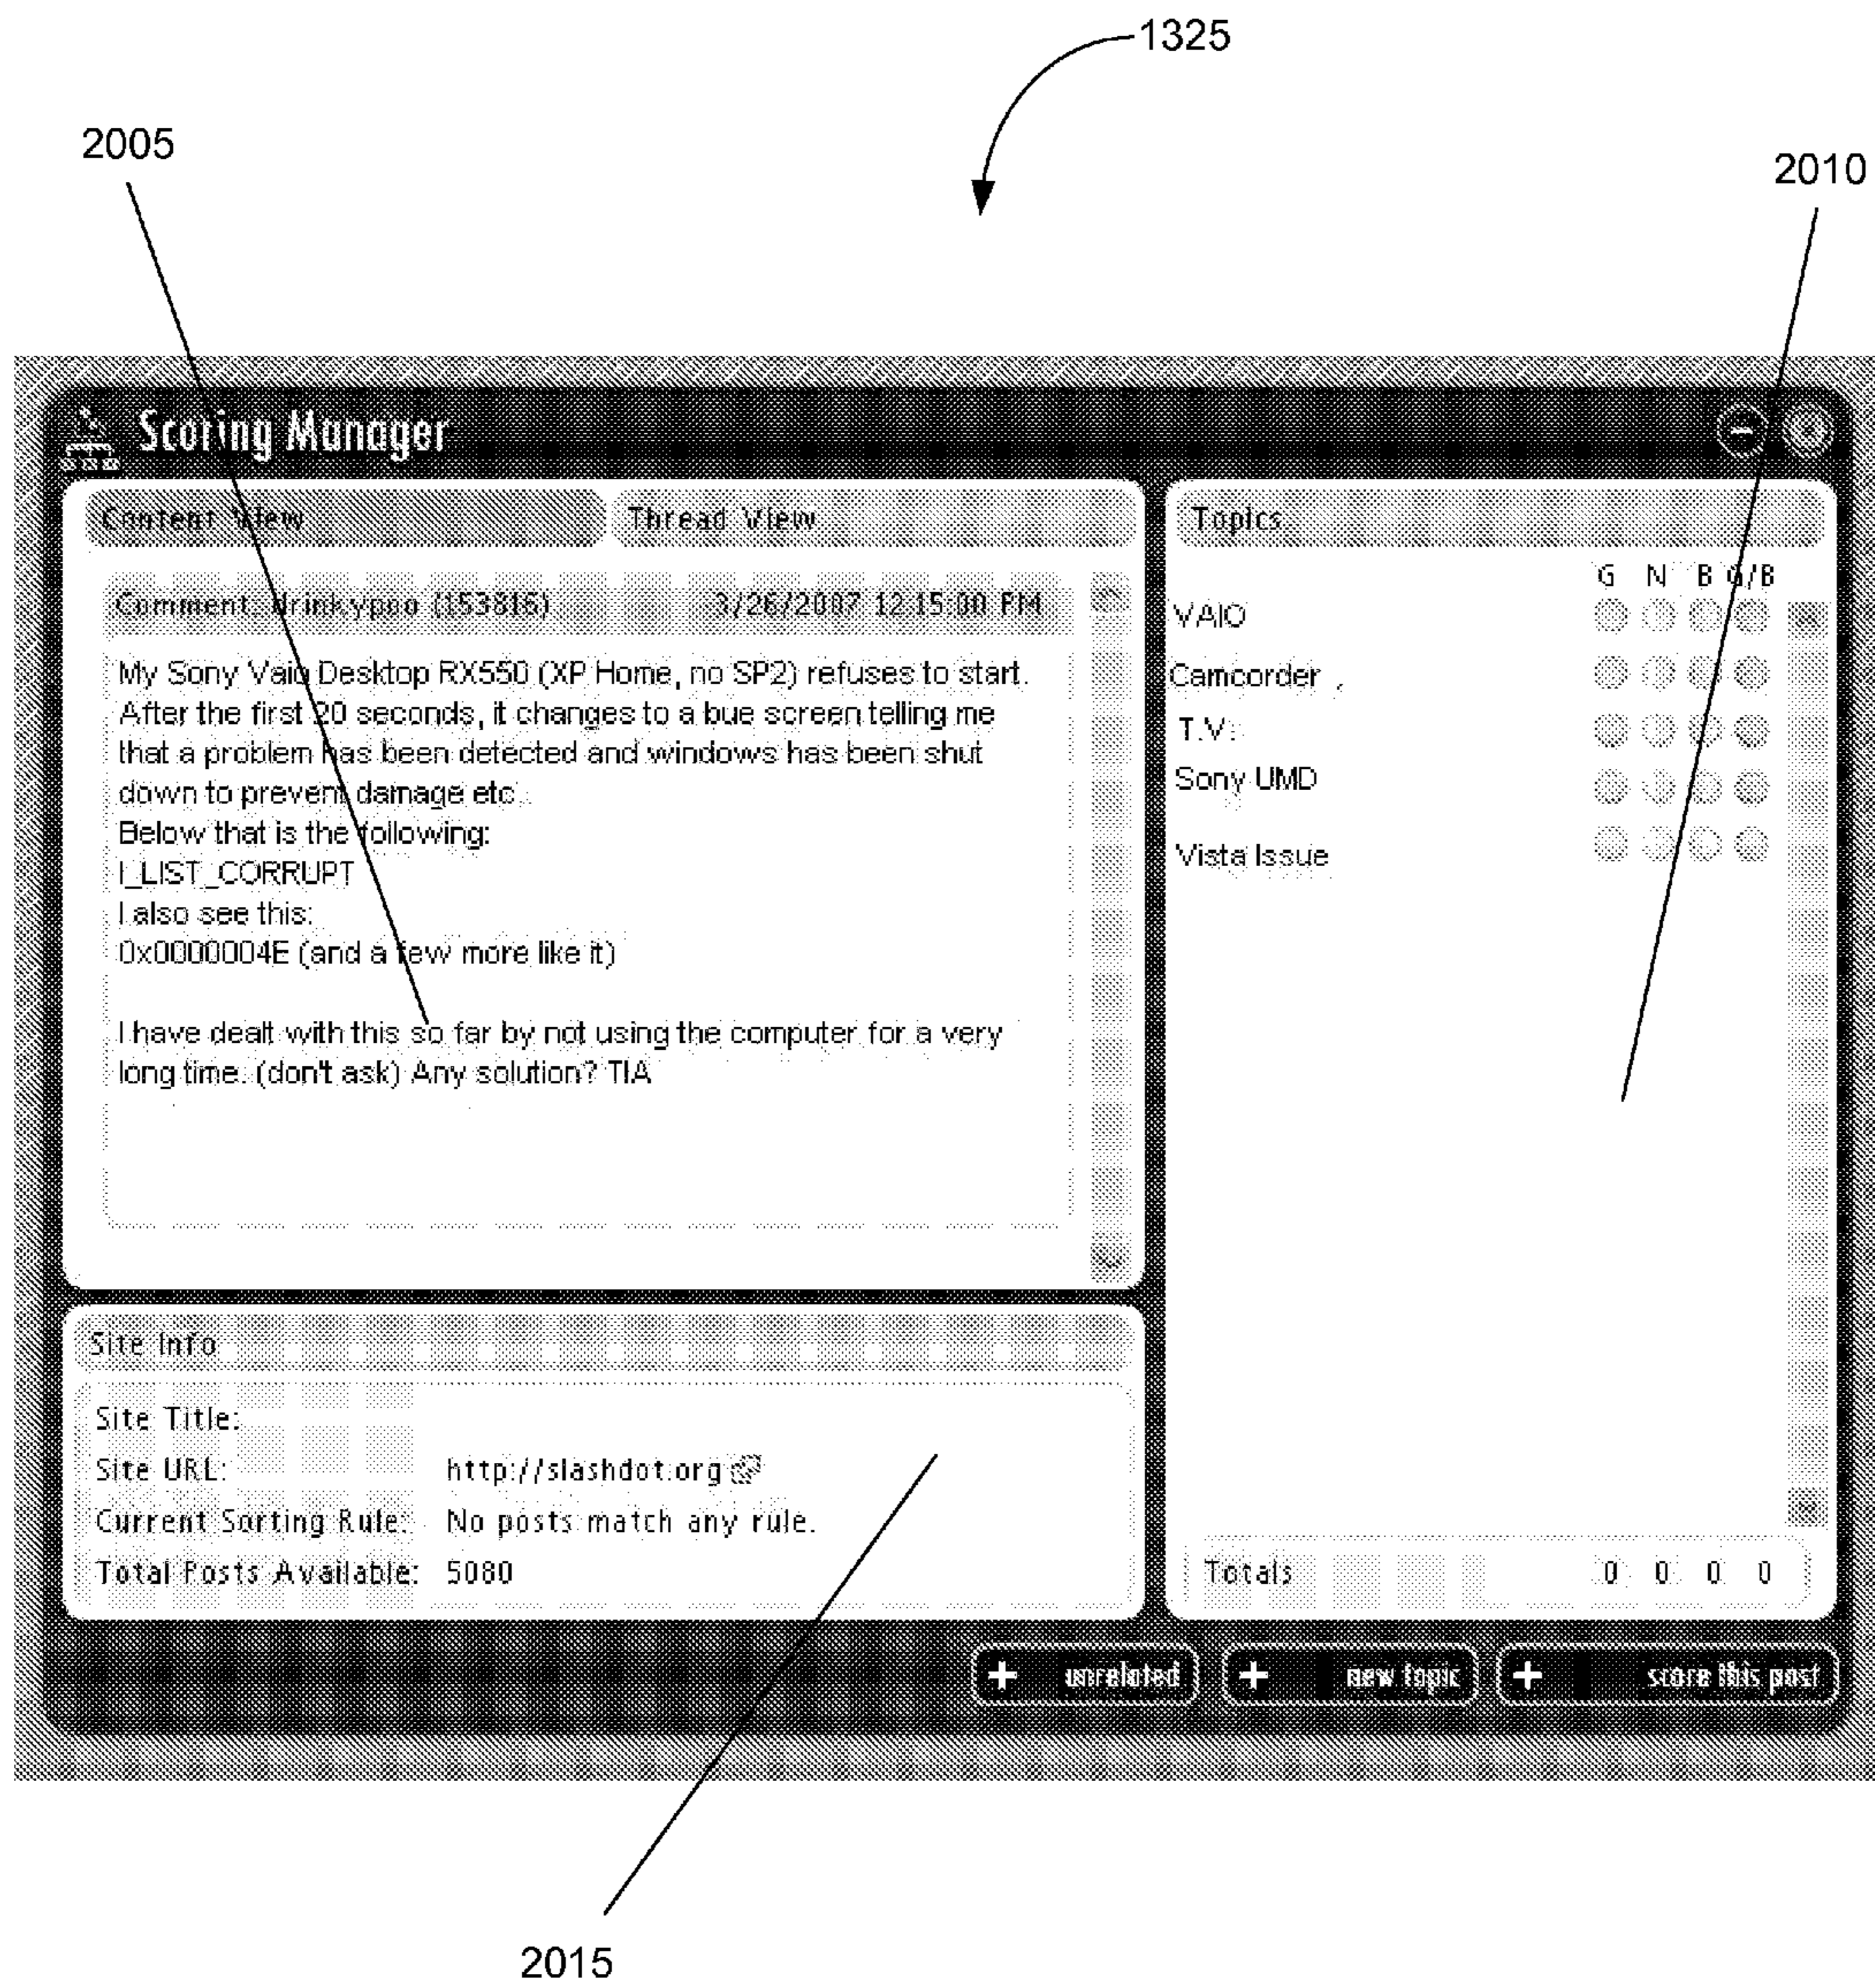 1325
2005
2010
Scoring Manager
Content View
Thread View
Topics
G N B G/B
Comment: drinkypoo (153816) 3/26/2007 12:15:00 PM
VAIO
Camcorder
T.V.
Sony UMD
Vista Issue
My Sony Vaio Desktop RX550 (XP Home, no SP2) refuses to start.
After the first 20 seconds, it changes to a bue screen telling me
that a problem has been detected and windows has been shut
down to prevent damage etc.
Below that is the following:
I_LIST_CORRUPT
I also see this:
0x0000004E (and a few more like it)
I have dealt with this so far by not using the computer for a very
long time. (don't ask) Any solution? TIA
Site Info
Site Title:
Site URL: http://slashdot.org
Current Sorting Rule: No posts match any rule.
Total Posts Available: 5080
Totals 0 0 0 0
+ unrelated
+ new topic
+ score this post
2015